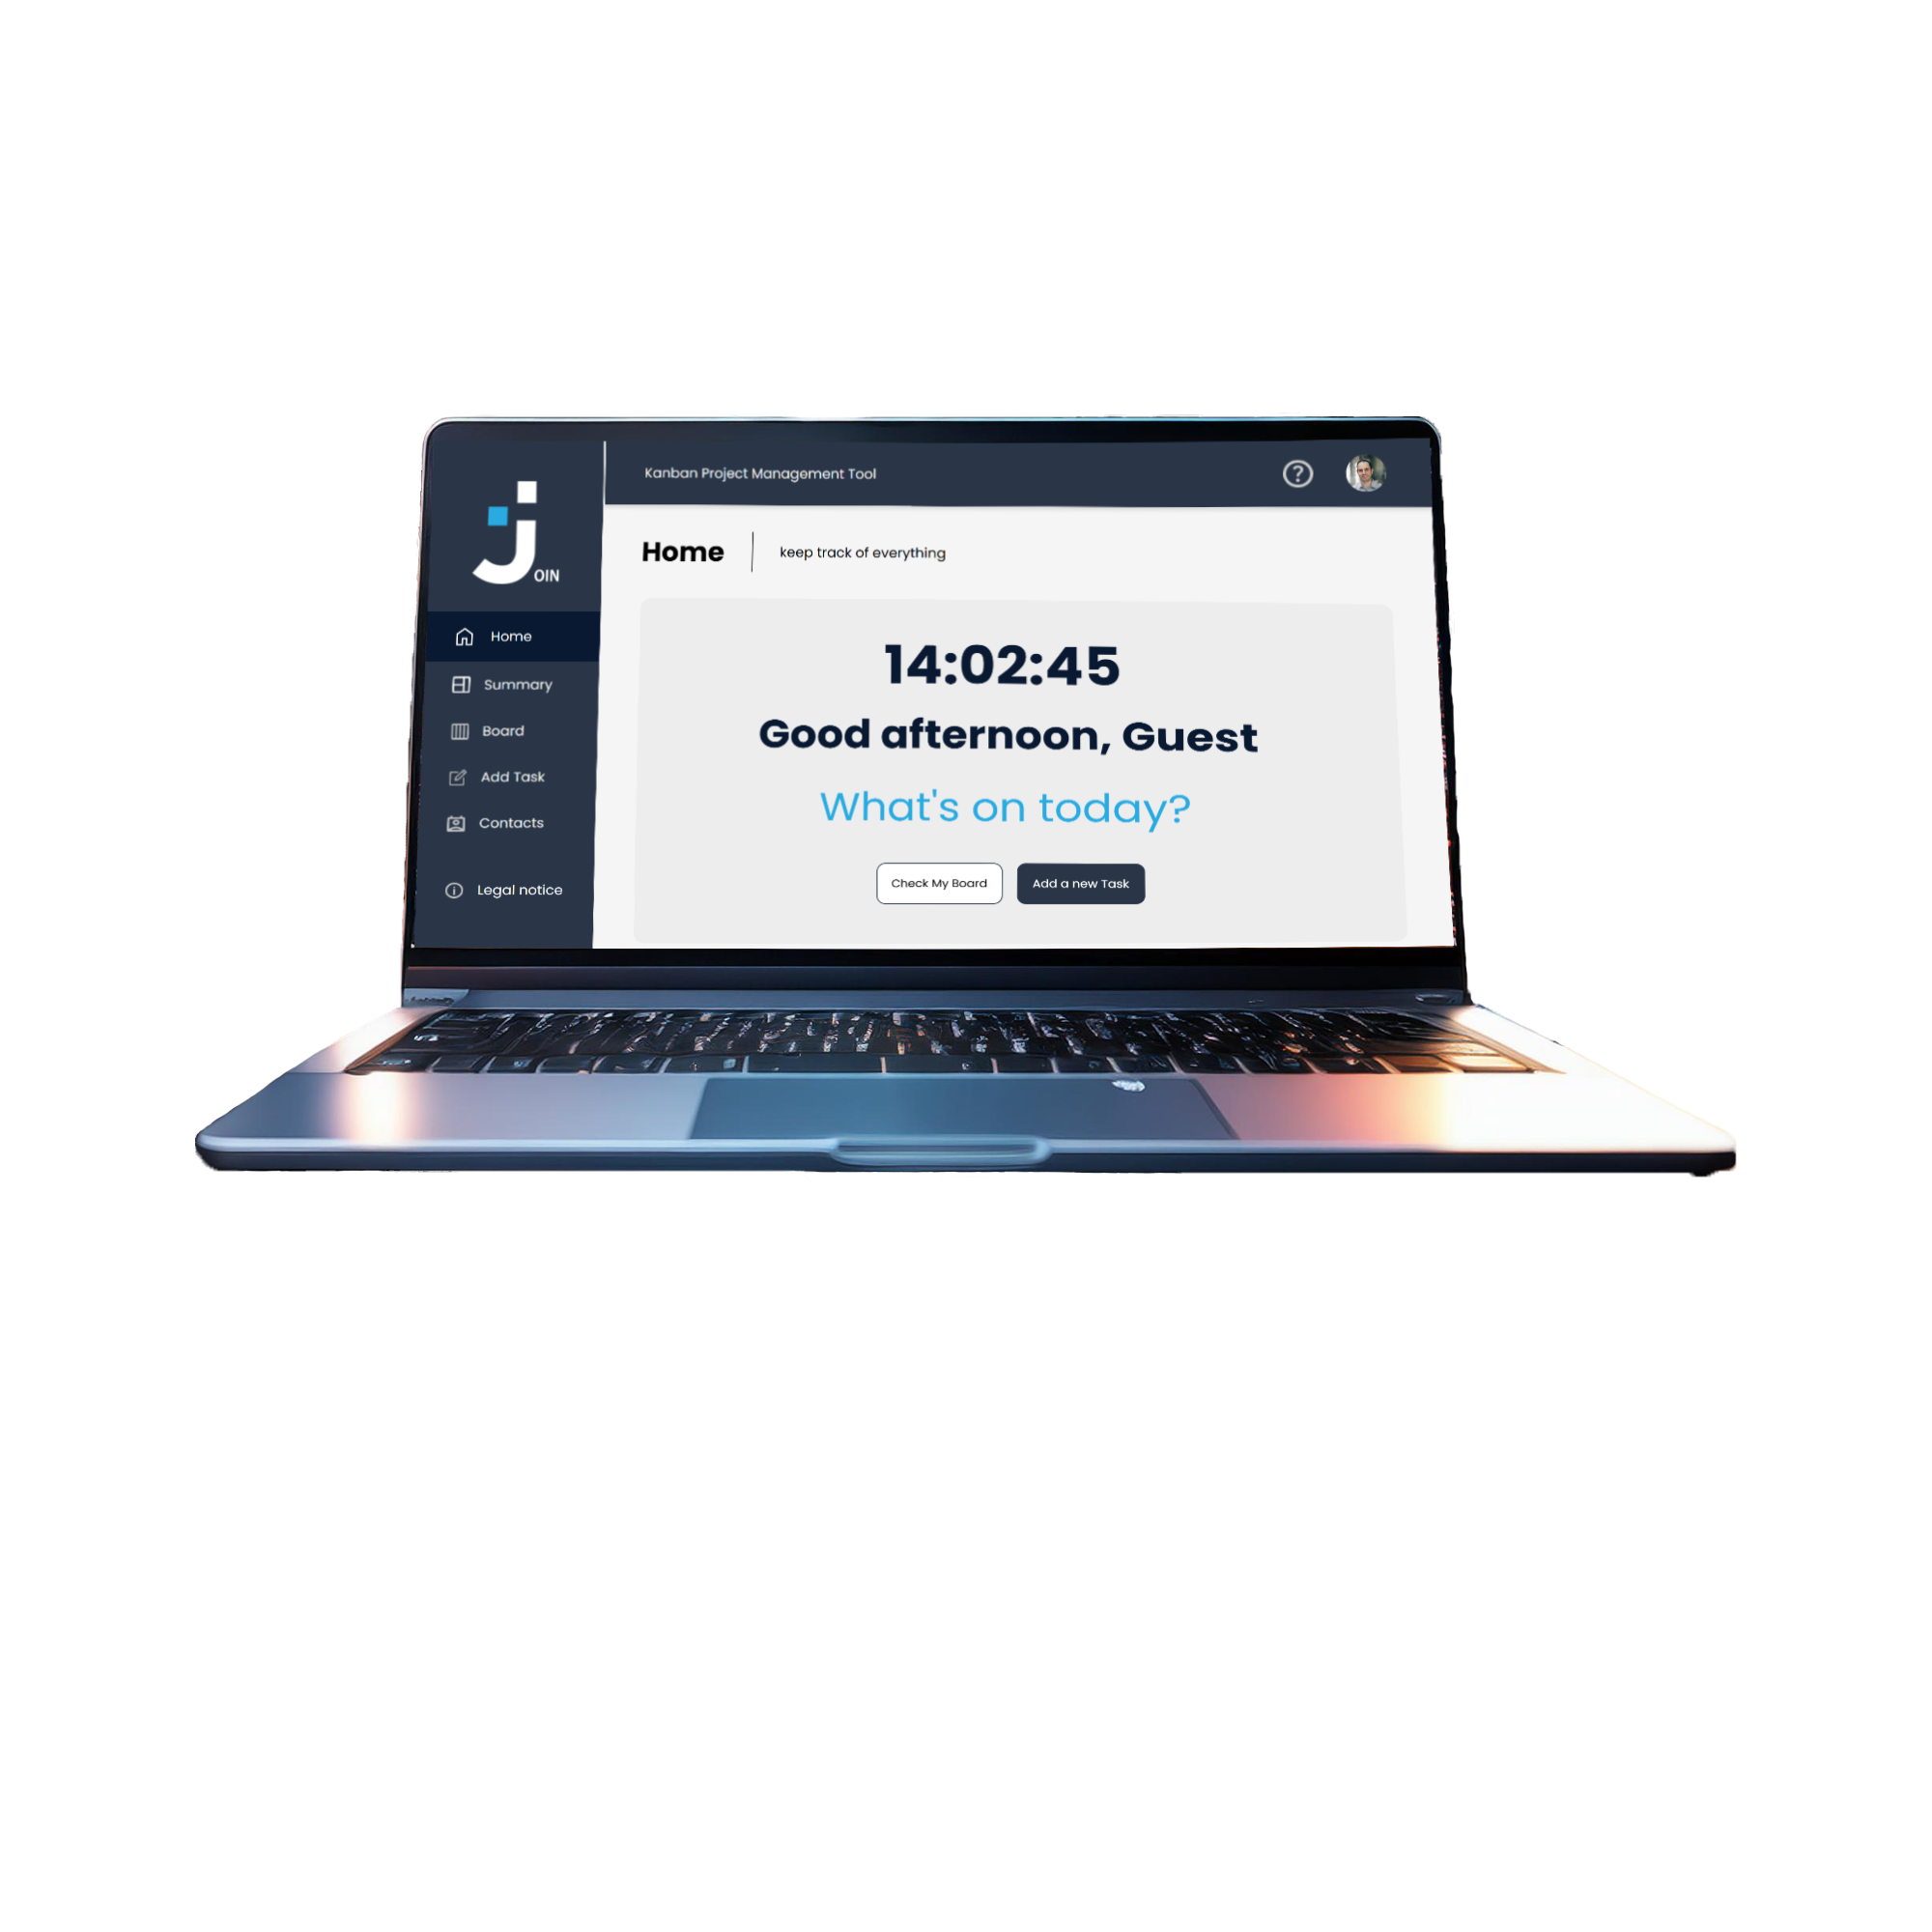 JOIN
Home
Summary
Board
Add Task
Contacts
Legal notice
Kanban Project Management Tool
?
Home
keep track of everything
14:02:45
Good afternoon, Guest
What's on today?
Check My Board
Add a new Task